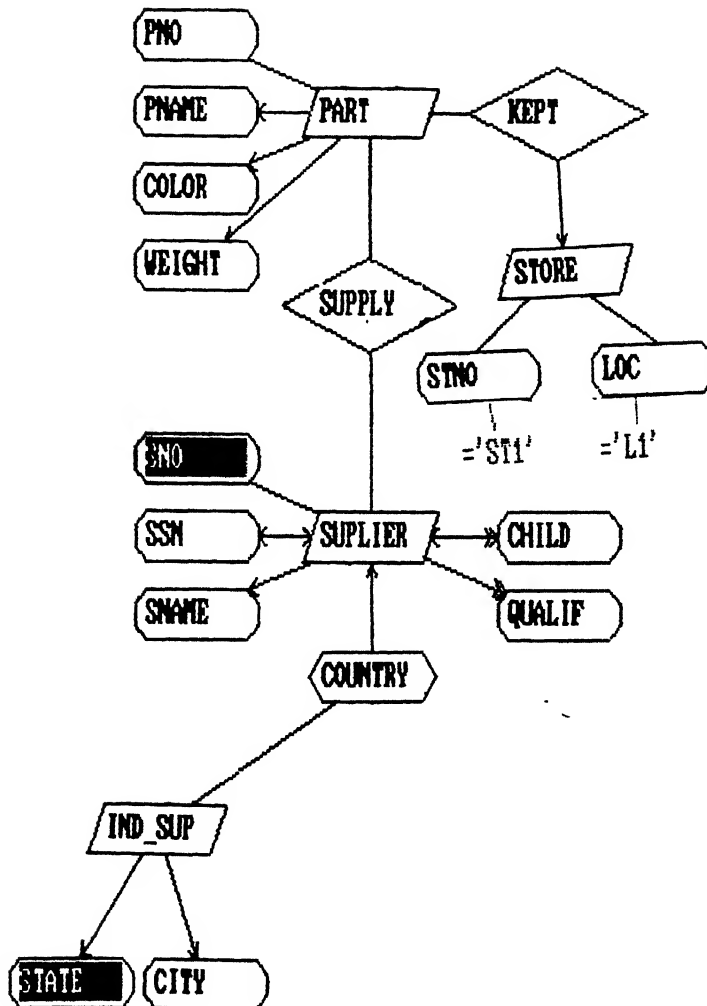 PNO
PNAME
PART
KEPT
COLOR
WEIGHT
STORE
SUPPLY
STNO
LOC
='ST1'
='L1'
SNO
SSN
SUPLIER
CHILD
SNAME
QUALIF
COUNTRY
IND_SUP
STATE
CITY